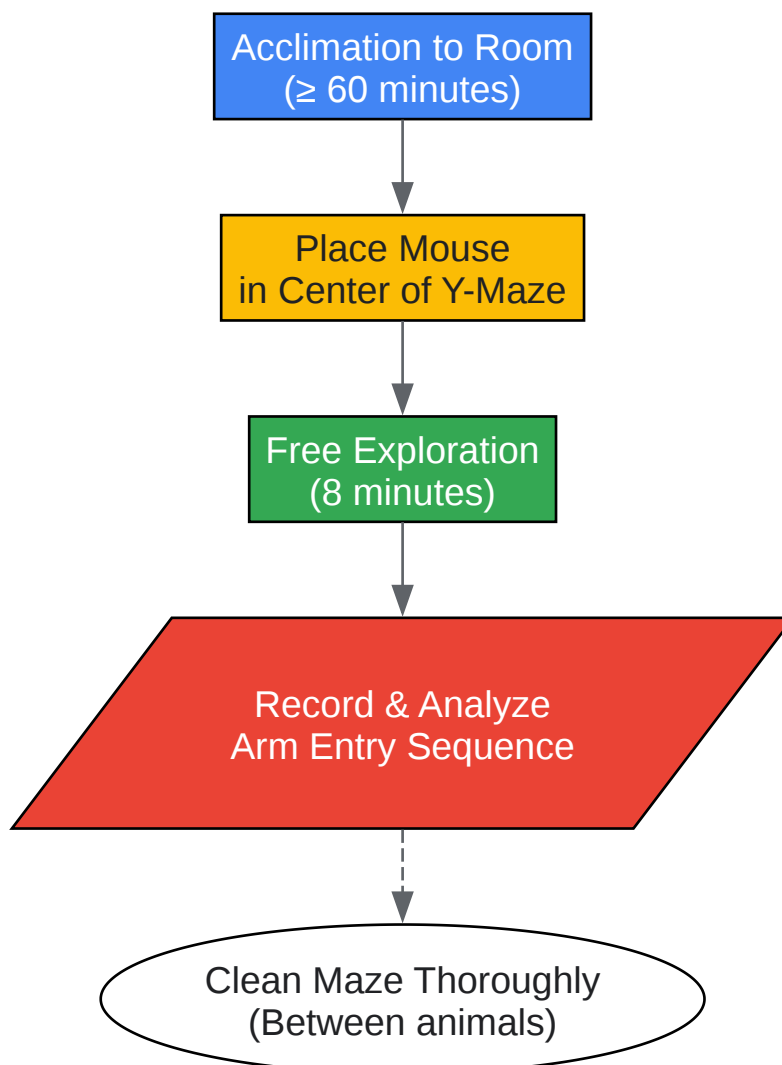 Acclimation to Room
(≥ 60 minutes)
Place Mouse
in Center of Y-Maze
Free Exploration
(8 minutes)
Record & Analyze
Arm Entry Sequence
Clean Maze Thoroughly
(Between animals)